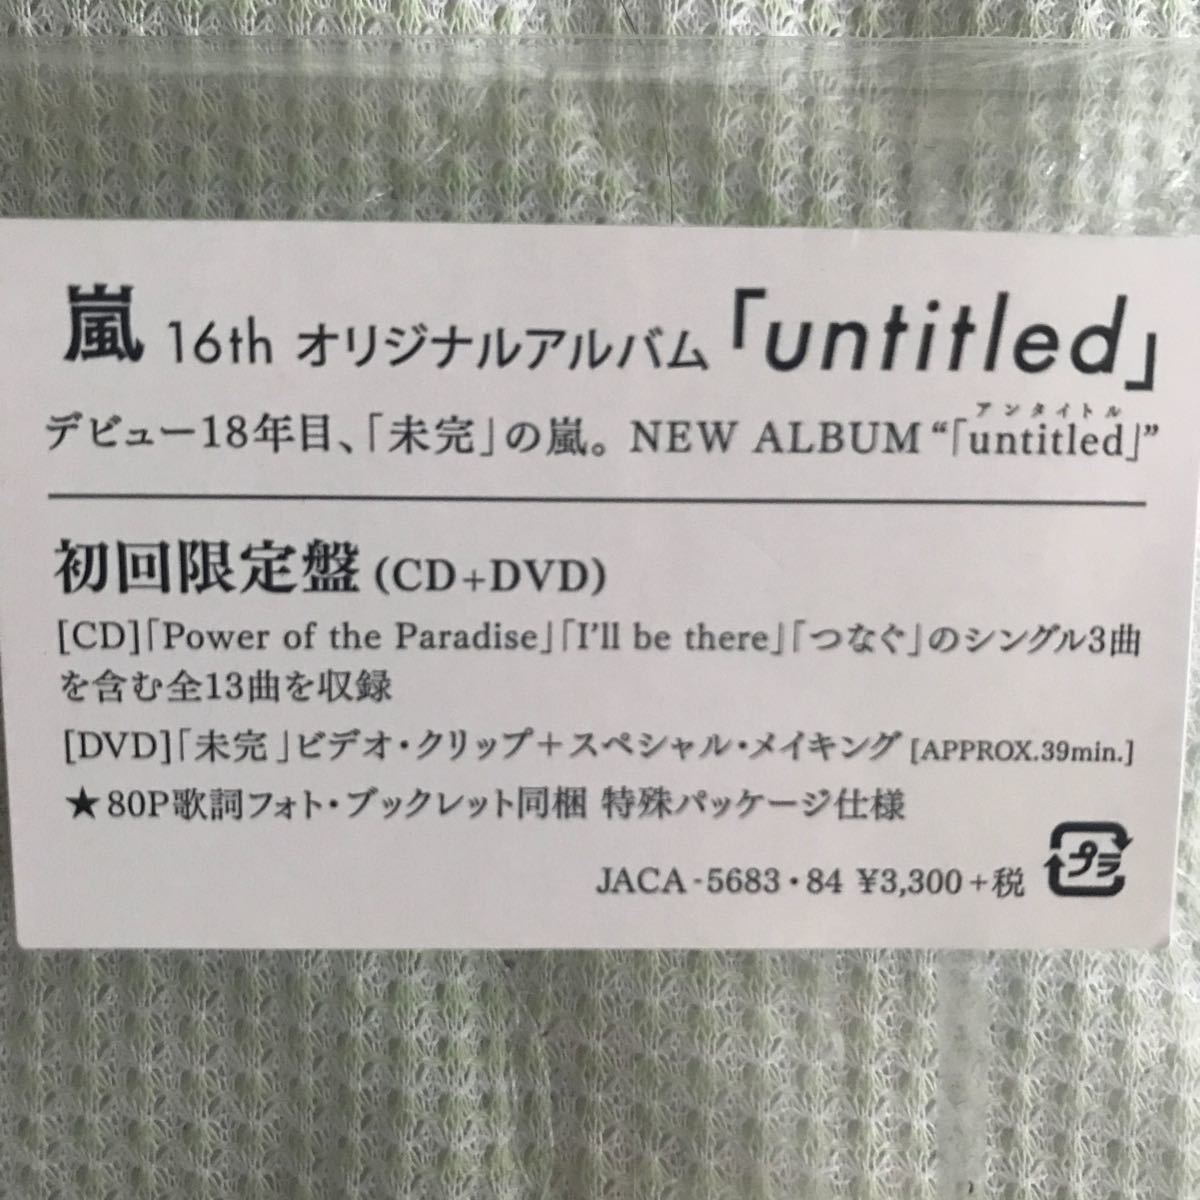 嵐 16th オリジナルアルバム「untitled」
アンタイトル
デビュー18年目、「未完」の嵐。 NEW ALBUM “「untitled」”
初回限定盤 (CD+DVD)
[CD]「Power of the Paradise」「I'll be there」「つなぐ」のシングル3曲
を含む全13曲を収録
[DVD]「未完」ビデオ・クリップ＋スペシャル・メイキング [APPROX.39min.]
★80P歌詞フォト・ブックレット同梱 特殊パッケージ仕様
JACA-5683・84 ¥3,300+税 プラ